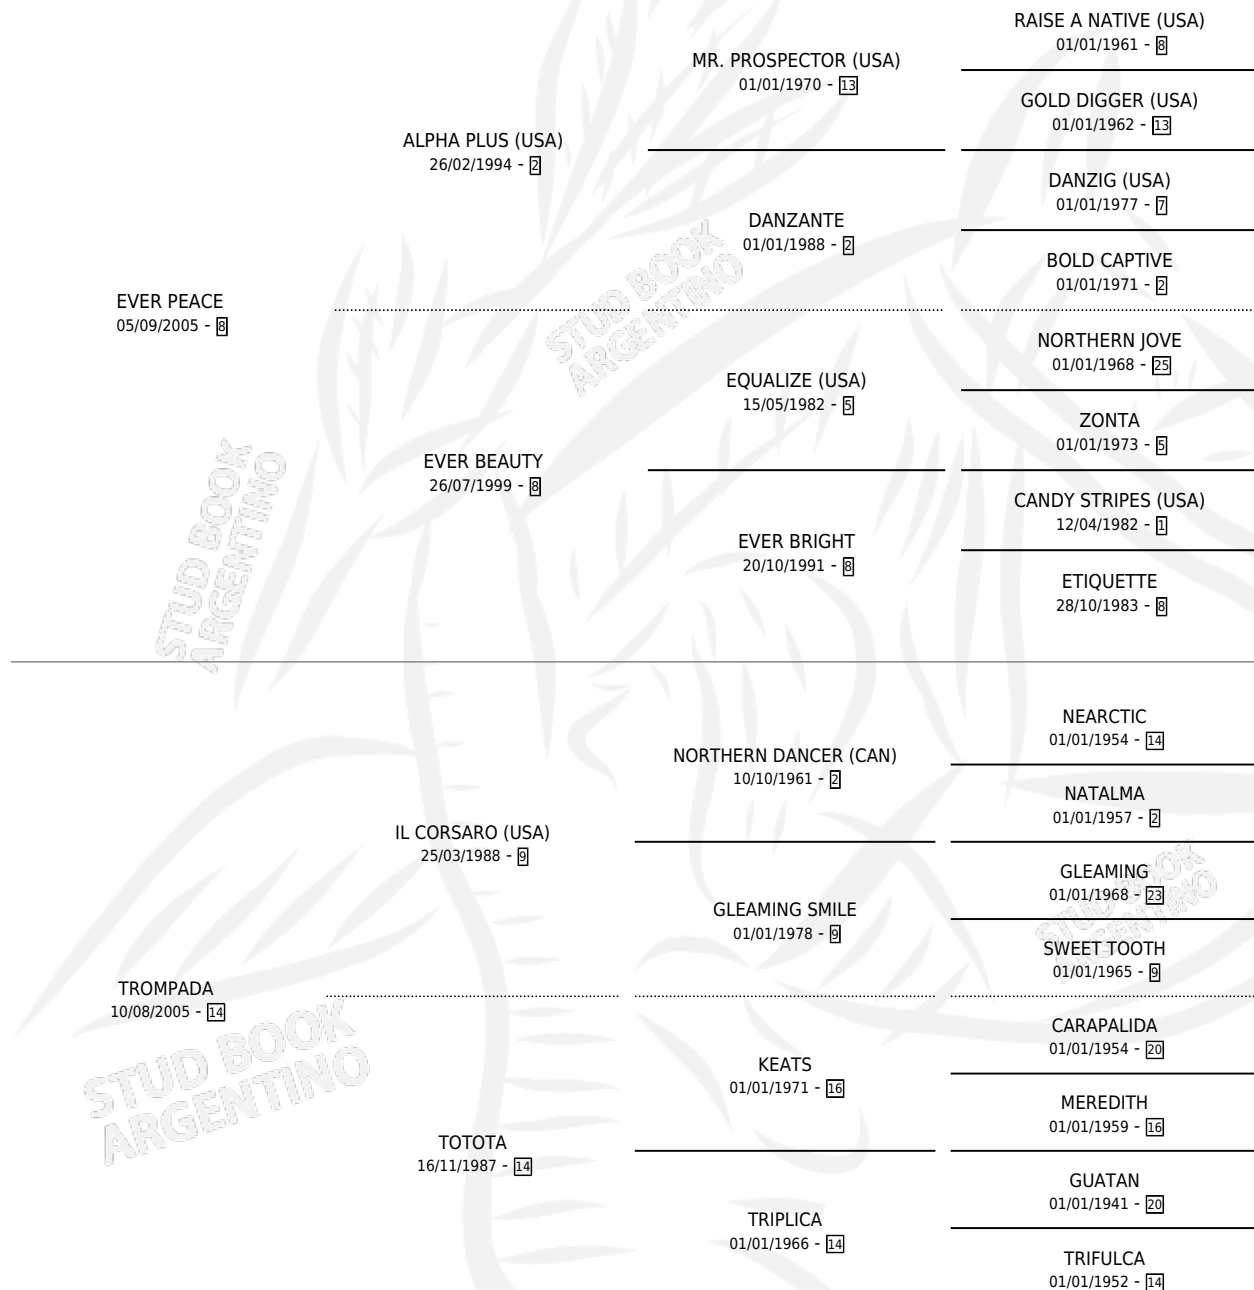 RAISE A NATIVE (USA)
01/01/1961 - 8
MR. PROSPECTOR (USA)
01/01/1970 - 13
GOLD DIGGER (USA)
01/01/1962 - 13
ALPHA PLUS (USA)
26/02/1994 - 2
DANZIG (USA)
01/01/1977 - 7
DANZANTE
01/01/1988 - 2
BOLD CAPTIVE
01/01/1971 - 2
EVER PEACE
05/09/2005 - 8
NORTHERN JOVE
01/01/1968 - 25
EQUALIZE (USA)
15/05/1982 - 5
ZONTA
01/01/1973 - 5
EVER BEAUTY
26/07/1999 - 8
CANDY STRIPES (USA)
12/04/1982 - 1
EVER BRIGHT
20/10/1991 - 8
ETIQUETTE
28/10/1983 - 8
NEARCTIC
01/01/1954 - 14
NORTHERN DANCER (CAN)
10/10/1961 - 2
NATALMA
01/01/1957 - 2
IL CORSARO (USA)
25/03/1988 - 9
GLEAMING
01/01/1968 - 23
GLEAMING SMILE
01/01/1978 - 9
SWEET TOOTH
01/01/1965 - 9
TROMPADA
10/08/2005 - 14
CARAPALIDA
01/01/1954 - 20
KEATS
01/01/1971 - 16
MEREDITH
01/01/1959 - 16
TOTOTA
16/11/1987 - 14
GUATAN
01/01/1941 - 20
TRIPLICA
01/01/1966 - 14
TRIFULCA
01/01/1952 - 14
STUD BOOK
ARGENTINO
STUD BOOK
ARGENTINO
STUD BOOK
ARGENTINO
STUD BOOK
ARGENTINO